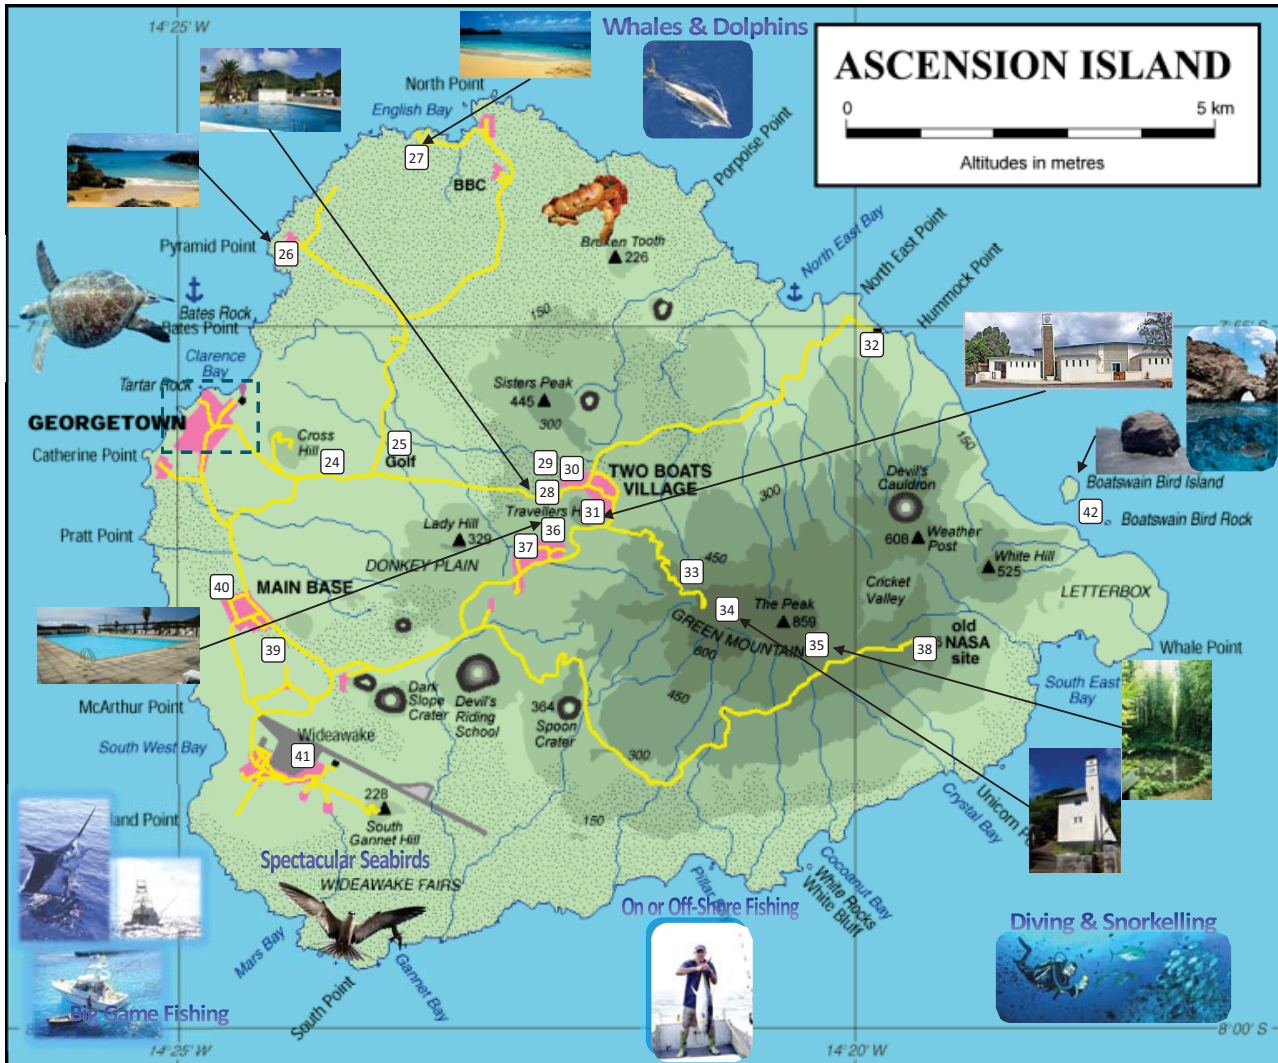 14°25' W
Whales & Dolphins
ASCENSION ISLAND
0
5 km
Altitudes in metres
North Point
English Bay
Porpoise Point
27
BBC
Broken Tooth
226
North East Bay
North East Point
Hummock Point
Pyramid Point
26
Bates Rock
Bates Point
150
7°55' S
Clarence
Bay
32
Tartar Rock
Sisters Peak
445
300
GEORGETOWN
Cross
Hill
25
Golf
24
Catherine Point
150
29
30
TWO BOATS
VILLAGE
28
Travellers H
31
300
Devil's
Cauldron
Boatswain Bird Island
42
Boatswain Bird Rock
Pratt Point
Lady Hill
329
36
37
DONKEY PLAIN
450
608
Weather
Post
White Hill
525
33
40
MAIN BASE
Cricket
Valley
LETTERBOX
34
The Peak
859
GREEN MOUNTAIN
35
600
38
old
NASA
site
Whale Point
39
South East
Bay
McArthur Point
Dark
Slope
Crater
Devil's
Riding
School
364
Spoon
Crater
450
South West Bay
Wideawake
41
300
228
South
Gannet Hill
150
land Point
Unicorn P
Crystal Bay
Spectacular Seabirds
WIDEAWAKE FAIRS
Cocoanut Bay
White Rocks
White Bluff
Pillar
On or Off-Shore Fishing
Diving & Snorkelling
Mars Bay
South Point
Gannet Bay
Big Game Fishing
8°00' S
14°25' W
14°20' W